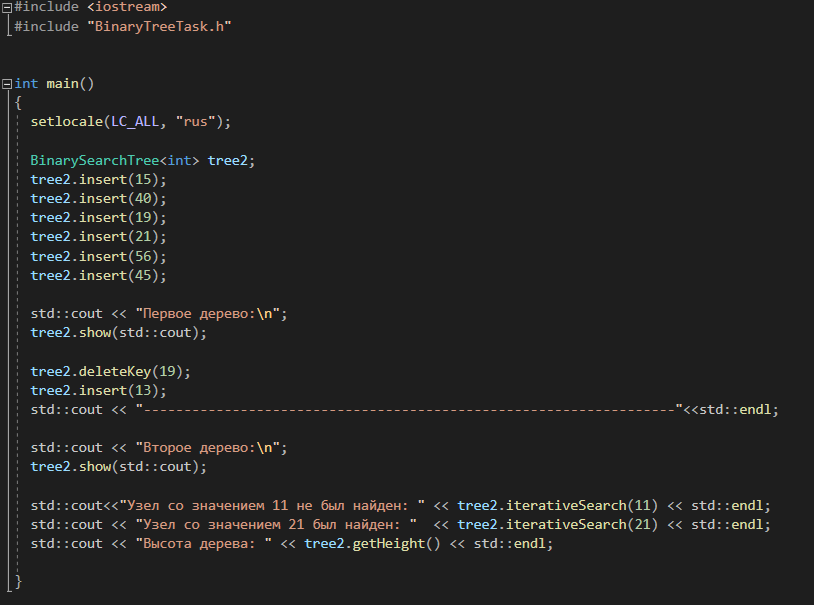 #include <iostream>
#include "BinaryTreeTask.h"
int main()
{
setlocale(LC_ALL, "rus");
BinarySearchTree<int> tree2;
tree2.insert(15);
tree2.insert(40);
tree2.insert(19);
tree2.insert(21);
tree2.insert(56);
tree2.insert(45);
std::cout << "Первое дерево:\n";
tree2.show(std::cout);
tree2.deleteKey(19);
tree2.insert(13);
std::cout << "------------------------------------------------------------------"<<std::endl;
std::cout << "Второе дерево:\n";
tree2.show(std::cout);
std::cout<<"Узел со значением 11 не был найден: " << tree2.iterativeSearch(11) << std::endl;
std::cout << "Узел со значением 21 был найден: "  << tree2.iterativeSearch(21) << std::endl;
std::cout << "Высота дерева: " << tree2.getHeight() << std::endl;
}